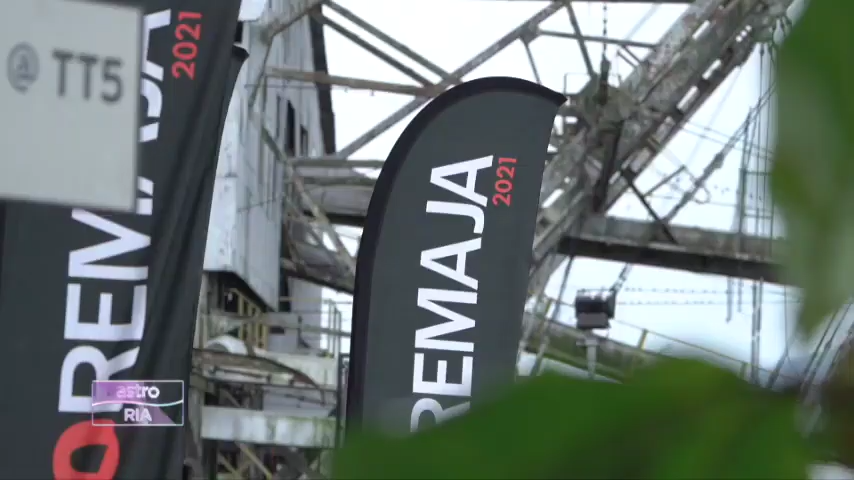 @ TT5
REMAJA
2021
REMAJA
2021
astro
RIA